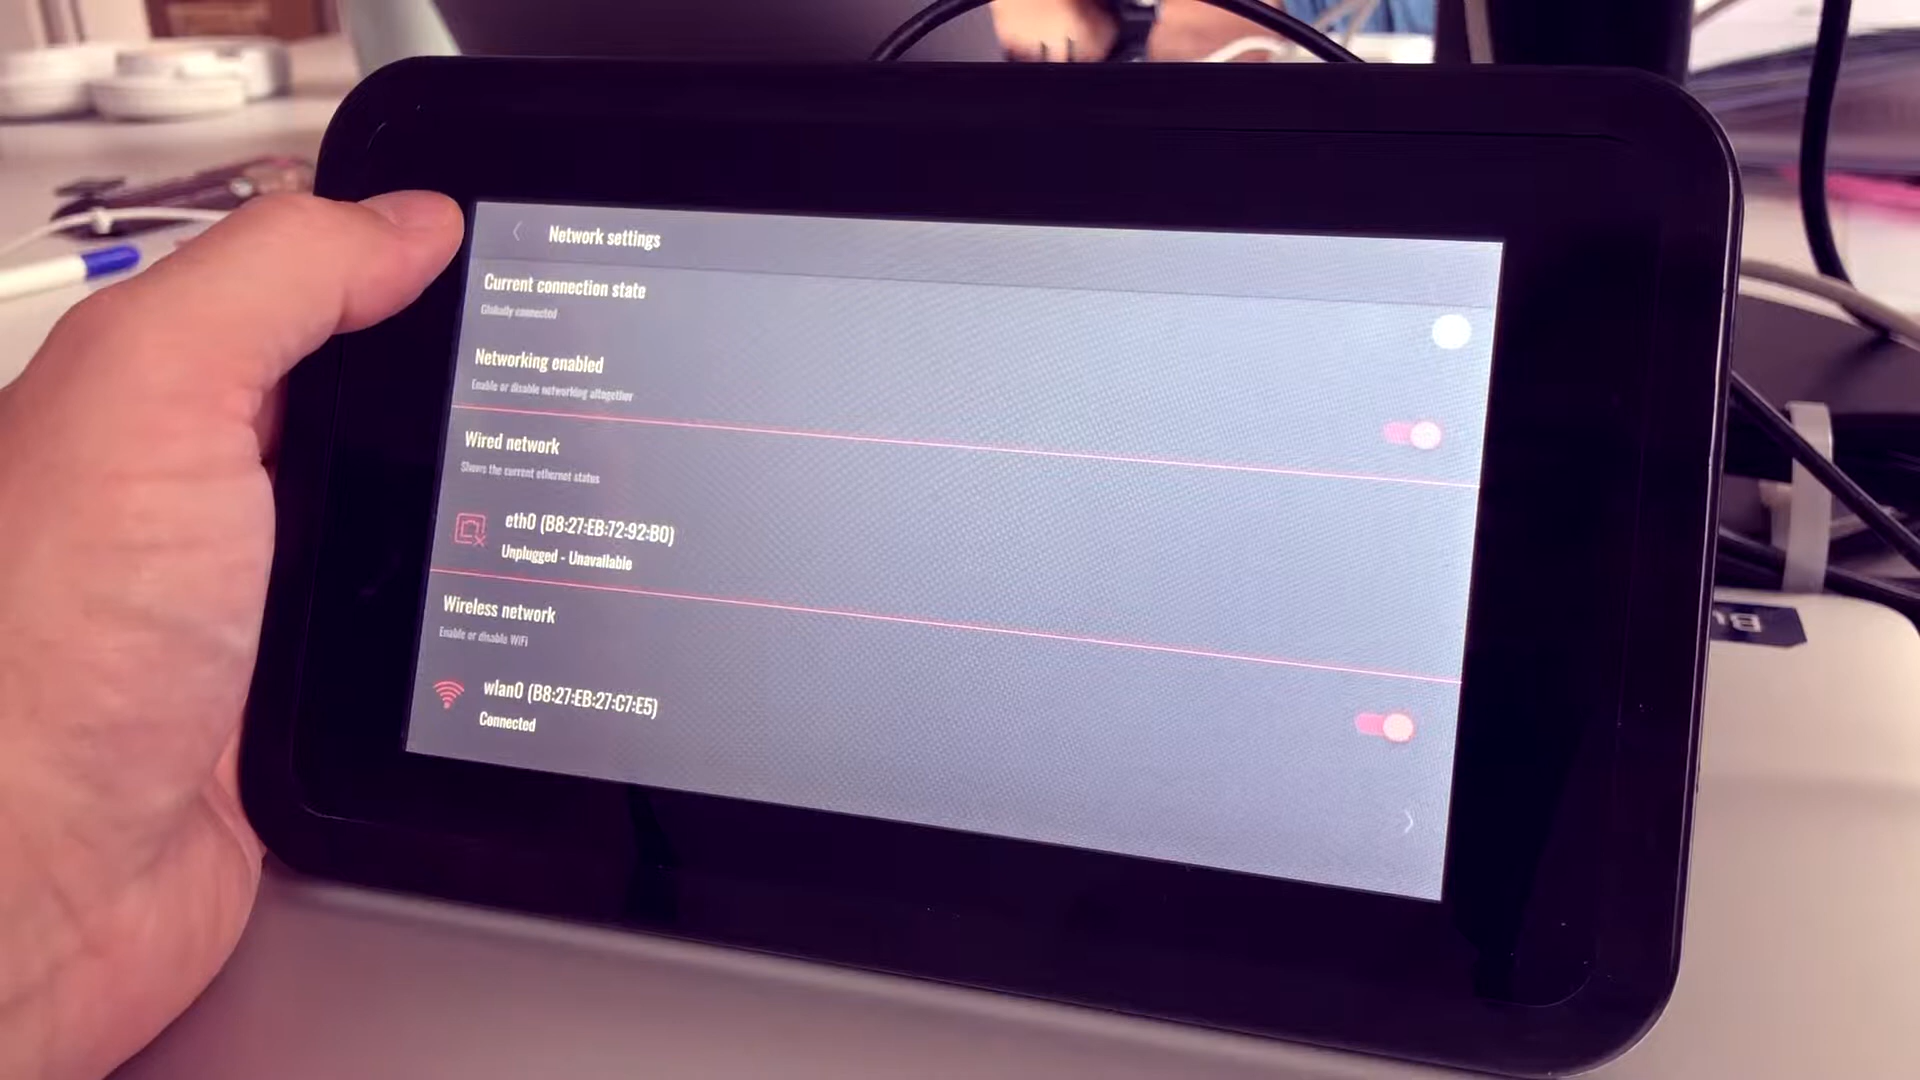 Network settings
Current connection state
Globally connected
Networking enabled
Enable or disable networking altogether
Wired network
Shows the current ethernet status
eth0 (B8:27:EB:72:92:B0)
Unplugged - Unavailable
Wireless network
Enable or disable WiFi
wlan0 (B8:27:EB:27:C7:E5)
Connected